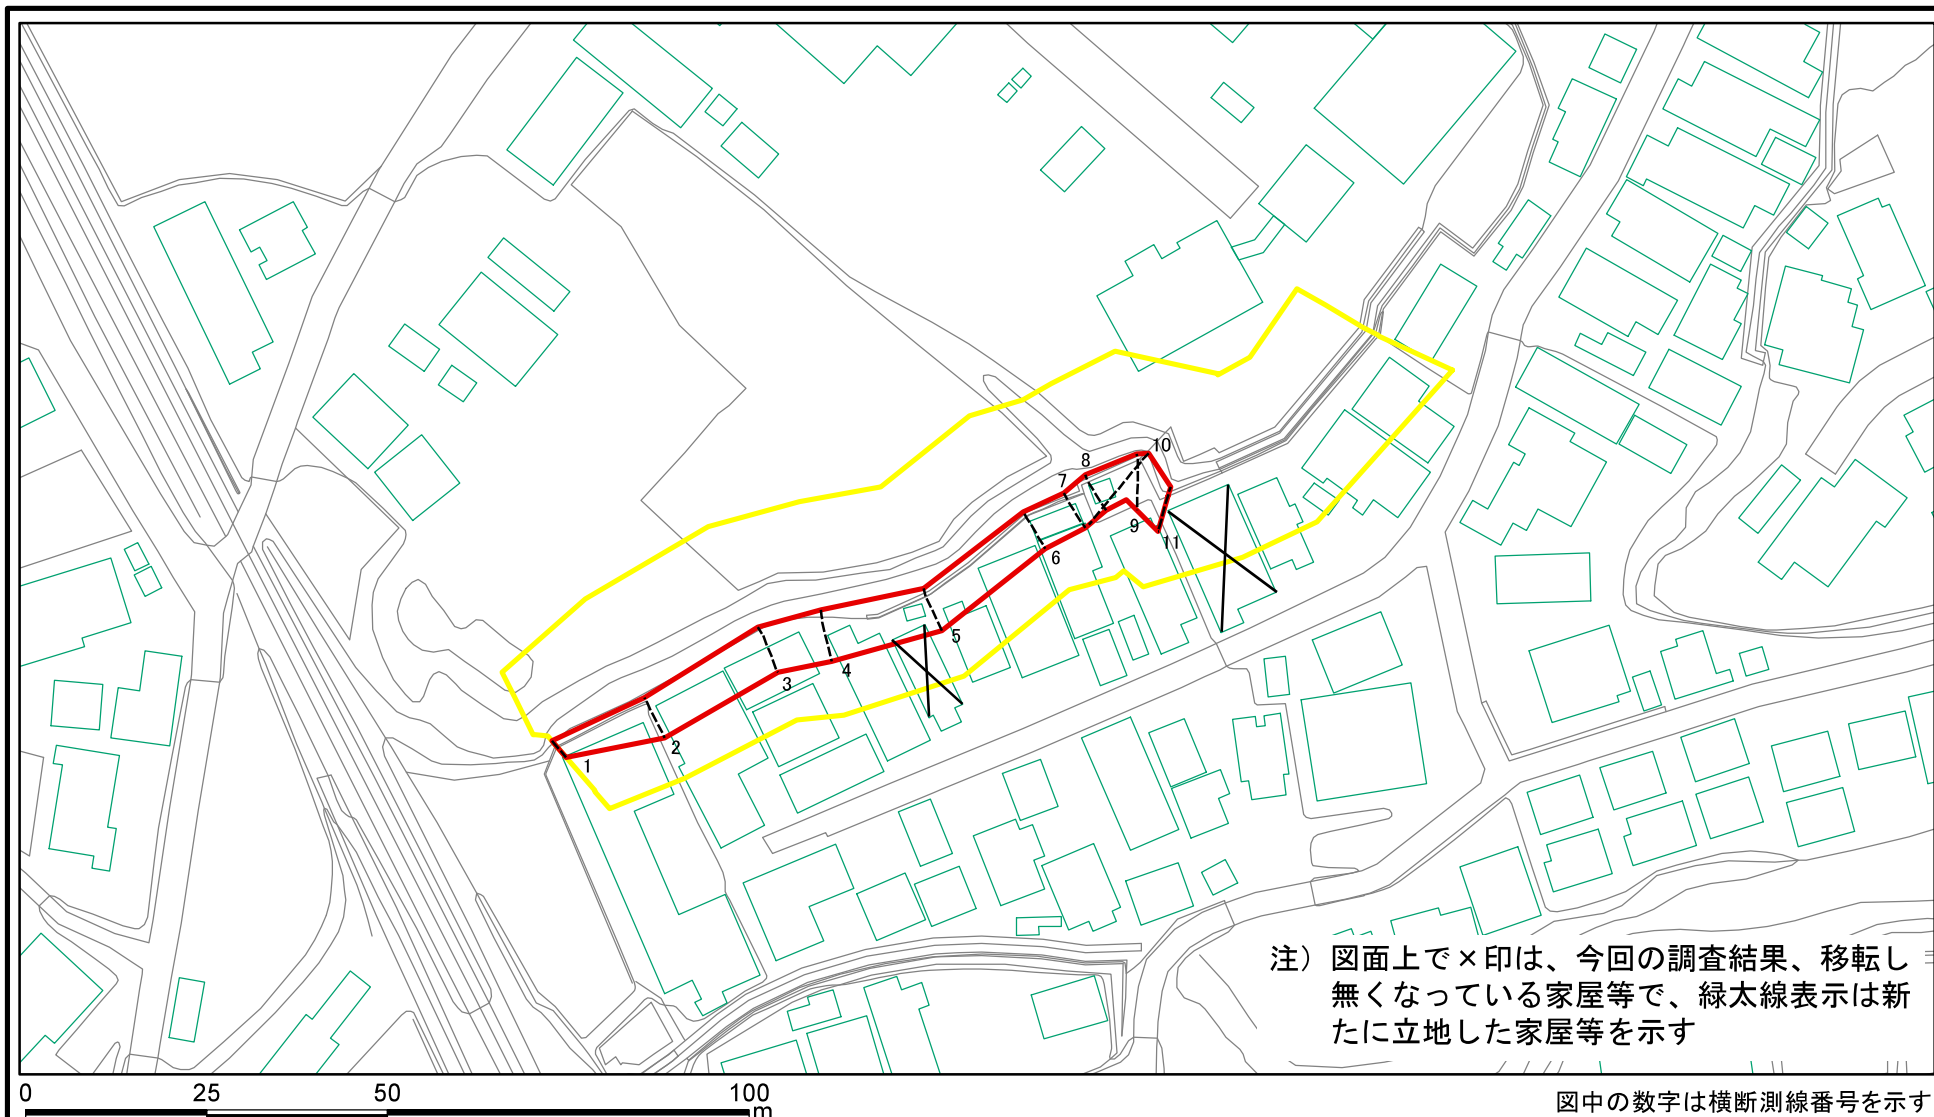 10
8
7
9
11
6
5
4
3
2
1
注）図面上で×印は、今回の調査結果、移転し
無くなっている家屋等で、緑太線表示は新
たに立地した家屋等を示す
0 25 50 100
m
図中の数字は横断測線番号を示す